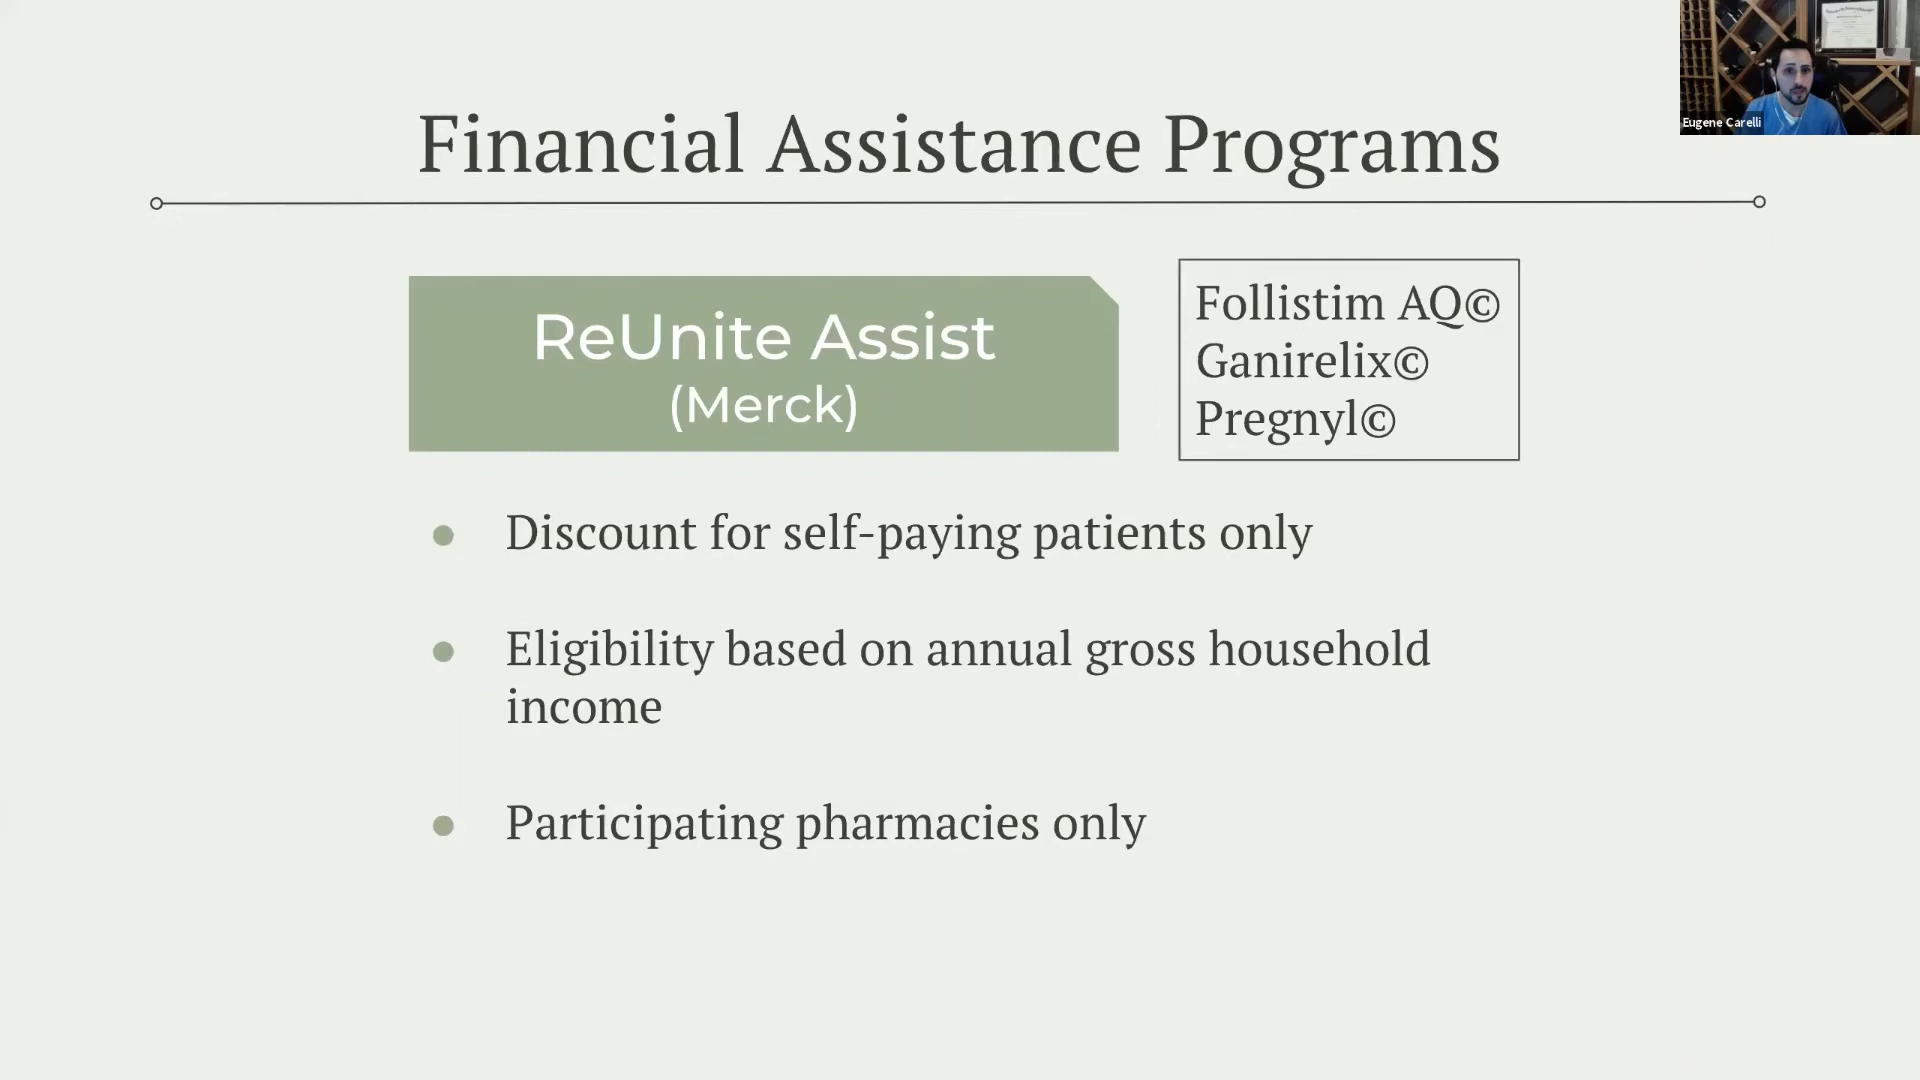 Financial Assistance Programs
Eugene Carelli
ReUnite Assist
(Merck)
Follistim AQ©
Ganirelix©
Pregnyl©
Discount for self-paying patients only
Eligibility based on annual gross household
income
Participating pharmacies only